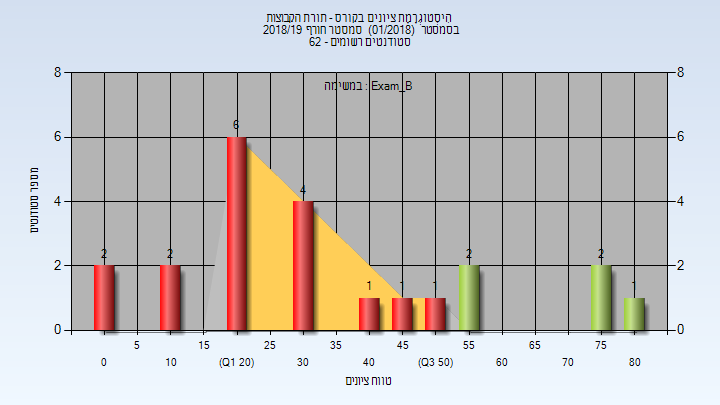 היסטוגרמת ציונים בקורס - תורת הקבוצות
בסמסטר (01/2018) סמסטר חורף 2018/19
סטודנטים רשומים - 62
במשימה : Exam_B
8 8
6 6
4 4
2 2
0 0
2 2 6 4 1 1 1 2 2 1
מספר סטודנטים
5 15 25 35 45 55 65 75
0 10 (Q1 20) 30 40 (Q3 50) 60 70 80
טווח ציונים